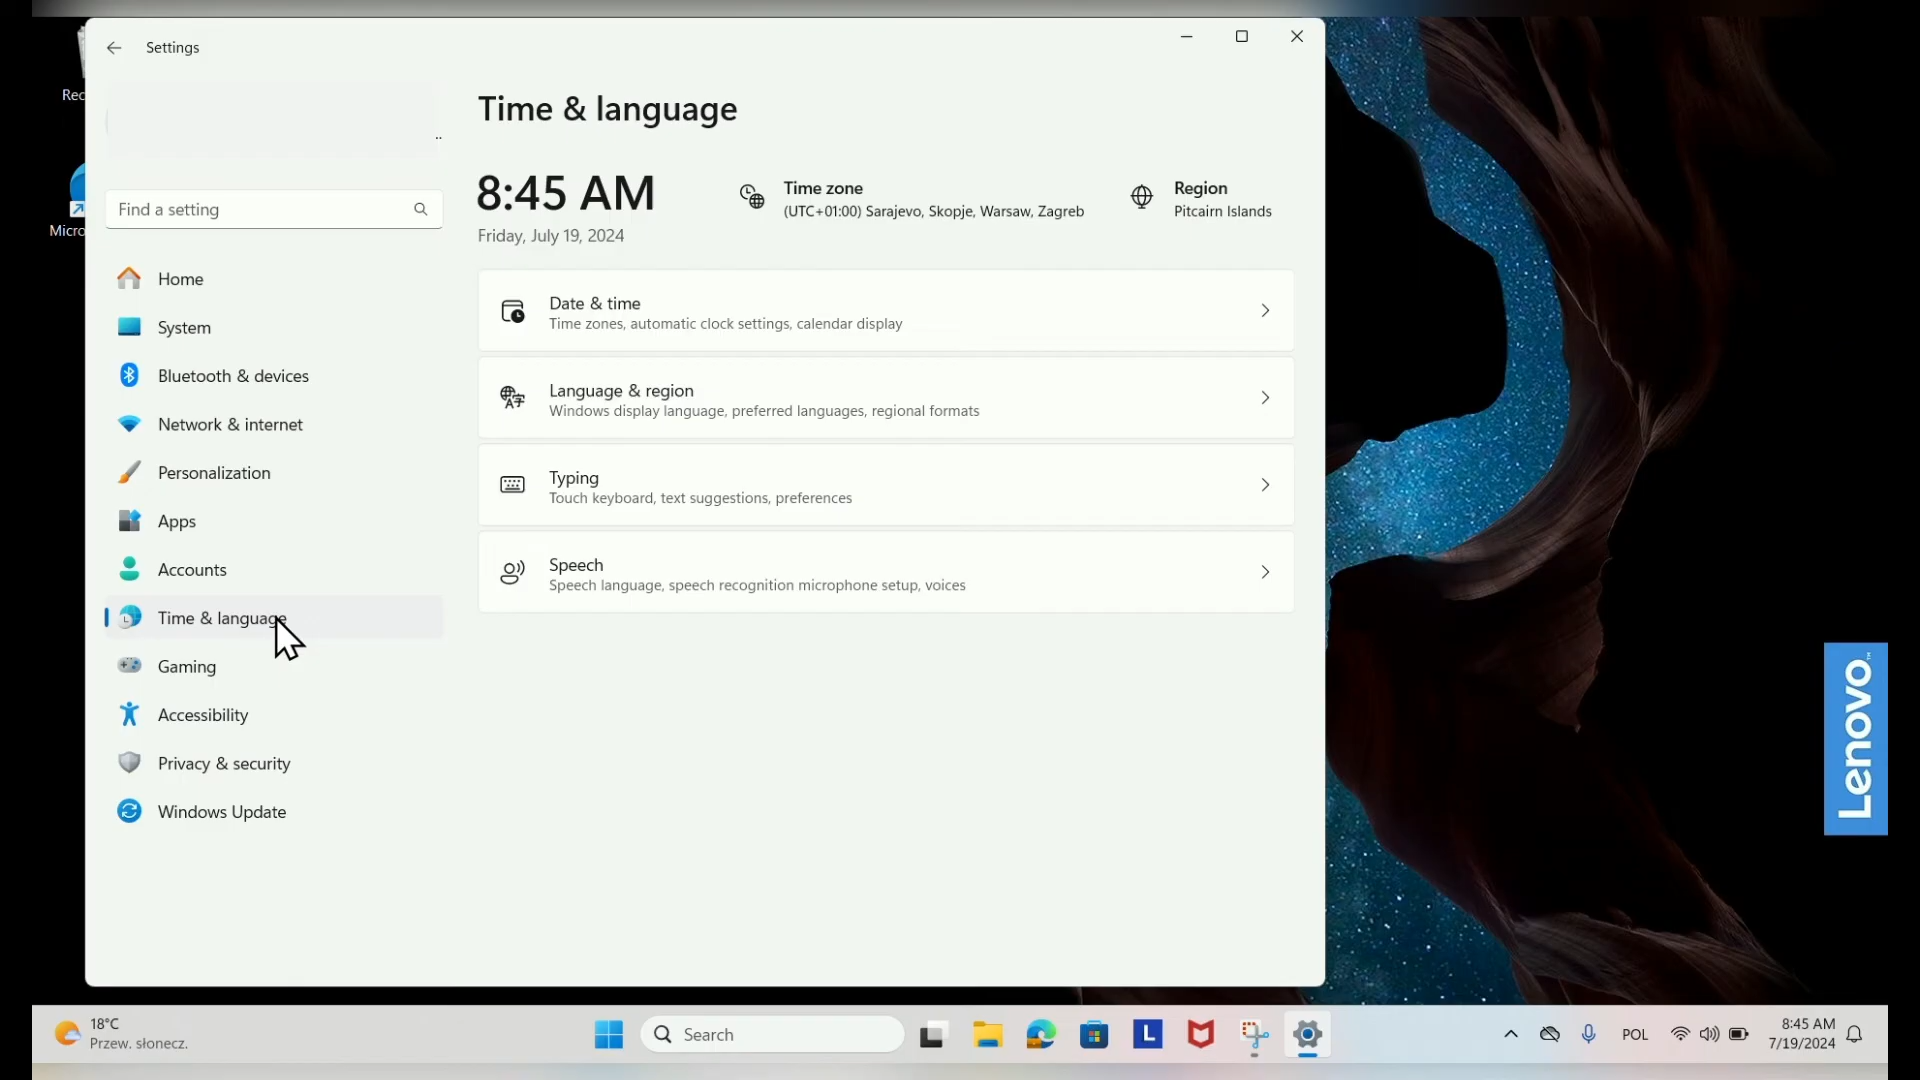 Settings
Rec
Micro
..
Find a setting
Home
System
Bluetooth & devices
Network & internet
Personalization
Apps
Accounts
Time & language
Gaming
Accessibility
Privacy & security
Windows Update
Time & language
8:45 AM
Friday, July 19, 2024
Time zone
(UTC+01:00) Sarajevo, Skopje, Warsaw, Zagreb
Region
Pitcairn Islands
Date & time
Time zones, automatic clock settings, calendar display
Language & region
Windows display language, preferred languages, regional formats
Typing
Touch keyboard, text suggestions, preferences
Speech
Speech language, speech recognition microphone setup, voices
Lenovo™
18°C
Przew. słonecz.
Search
L
POL
8:45 AM
7/19/2024